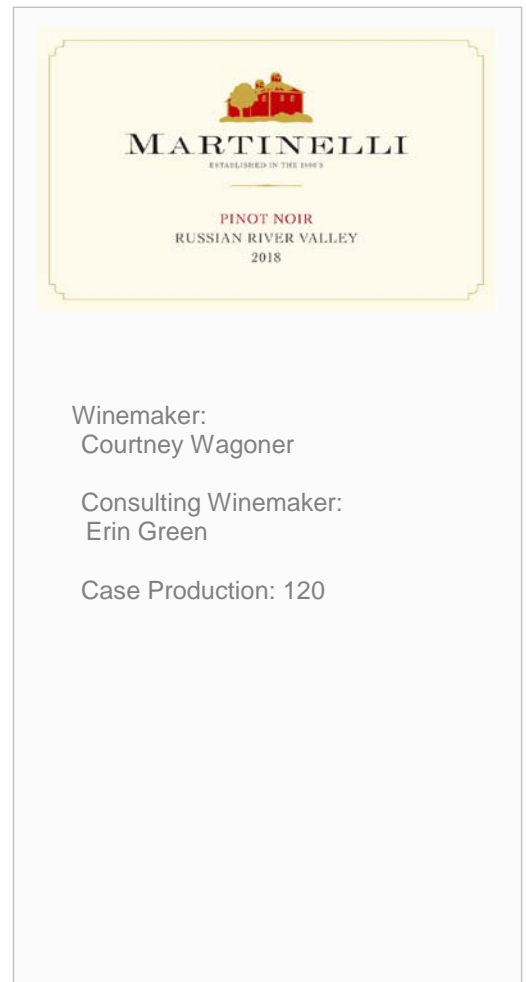 MARTINELLI
ESTABLISHED IN THE 1880'S
PINOT NOIR
RUSSIAN RIVER VALLEY
2018
Winemaker:
Courtney Wagoner
Consulting Winemaker:
Erin Green
Case Production: 120